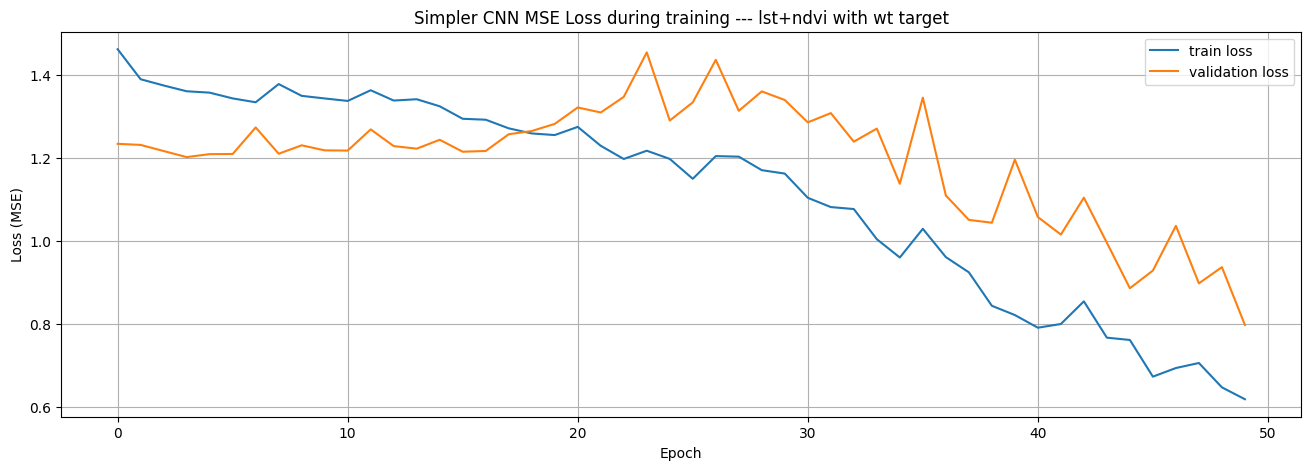 Simpler CNN MSE Loss during training --- lst+ndvi with wt target
train loss
validation loss
Loss (MSE)
1.4
1.2
1.0
0.8
0.6
0
10
20
30
40
50
Epoch